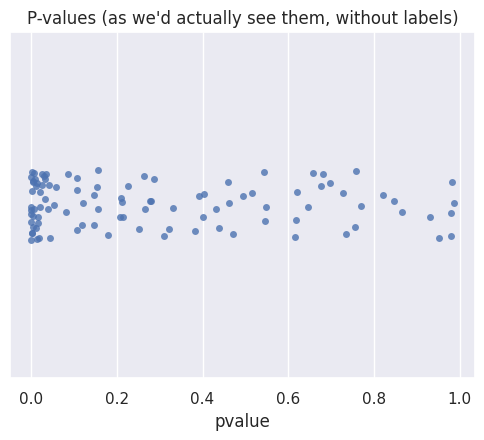 P-values (as we'd actually see them, without labels)
0.0 0.2 0.4 0.6 0.8 1.0
pvalue